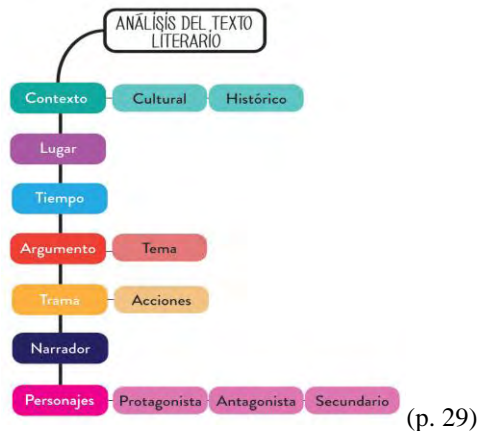 ANÁLISIS DEL TEXTO
LITERARIO
Contexto Cultural Histórico
Lugar
Tiempo
Argumento Tema
Trama Acciones
Narrador
Personajes Protagonista Antagonista Secundario
(p. 29)